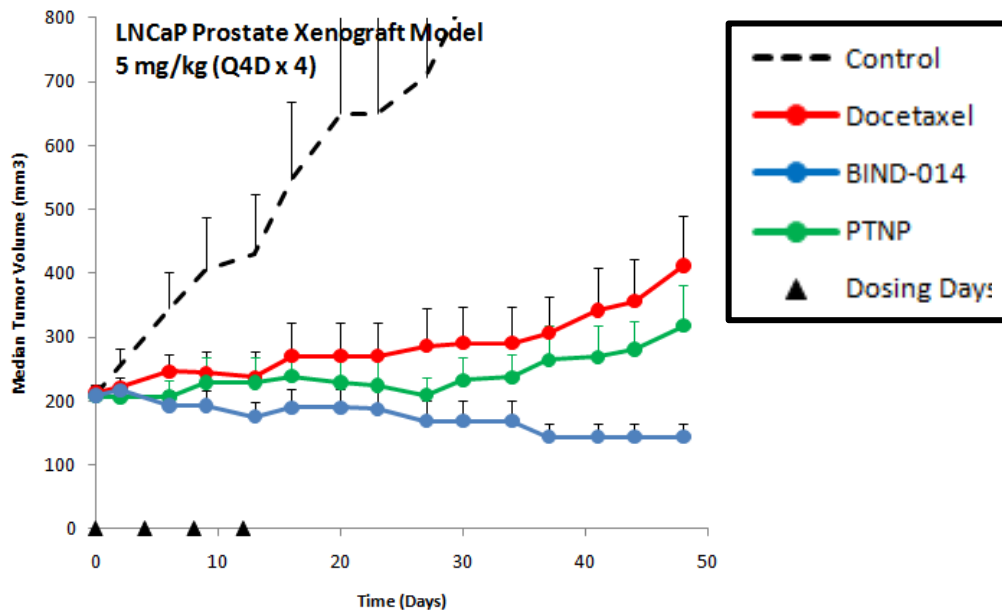 LNCaP Prostate Xenograft Model
5 mg/kg (Q4D x 4)
Median Tumor Volume (mm3)
800
700
600
500
400
300
200
100
0
0 10 20 30 40 50
Time (Days)
Control
Docetaxel
BIND-014
PTNP
Dosing Days